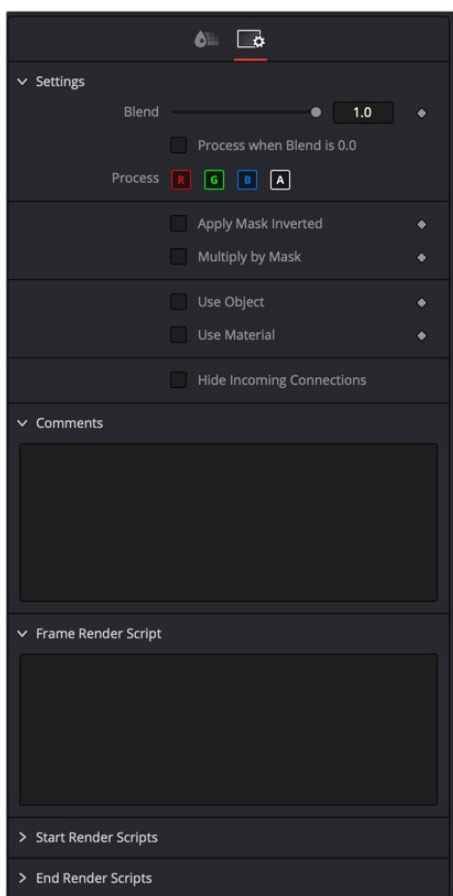 Settings
Blend 1.0
Process when Blend is 0.0
Process R G B A
Apply Mask Inverted
Multiply by Mask
Use Object
Use Material
Hide Incoming Connections
Comments
Frame Render Script
Start Render Scripts
End Render Scripts